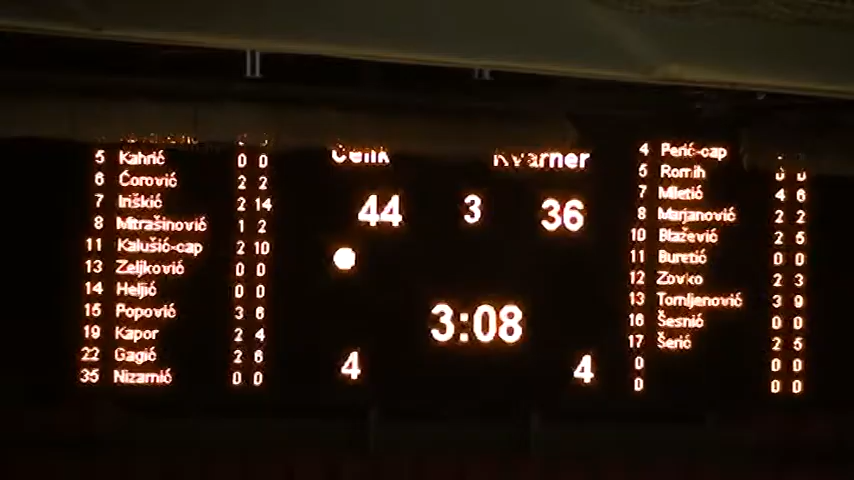 5 Kahrić 0 0
6 Ćorović 2 2
7 Iriškić 2 14
8 Mitrašinović 1 2
11 Kalušić-cap 2 10
13 Zeljković 0 0
14 Heljić 0 0
15 Popović 3 6
19 Kapor 2 4
22 Gagić 2 6
35 Nizamić 0 0
Čelik Kvarner
44 3 36
3:08
4 4
4 Perić-cap
5 Romih 0 0
7 Miletić 4 6
8 Marjanović 2 2
10 Blažević 2 5
11 Buretić 0 0
12 Zovko 2 3
13 Tomljenović 3 9
16 Šesnić 0 0
17 Šerić 2 5
0 0 0
0 0 0